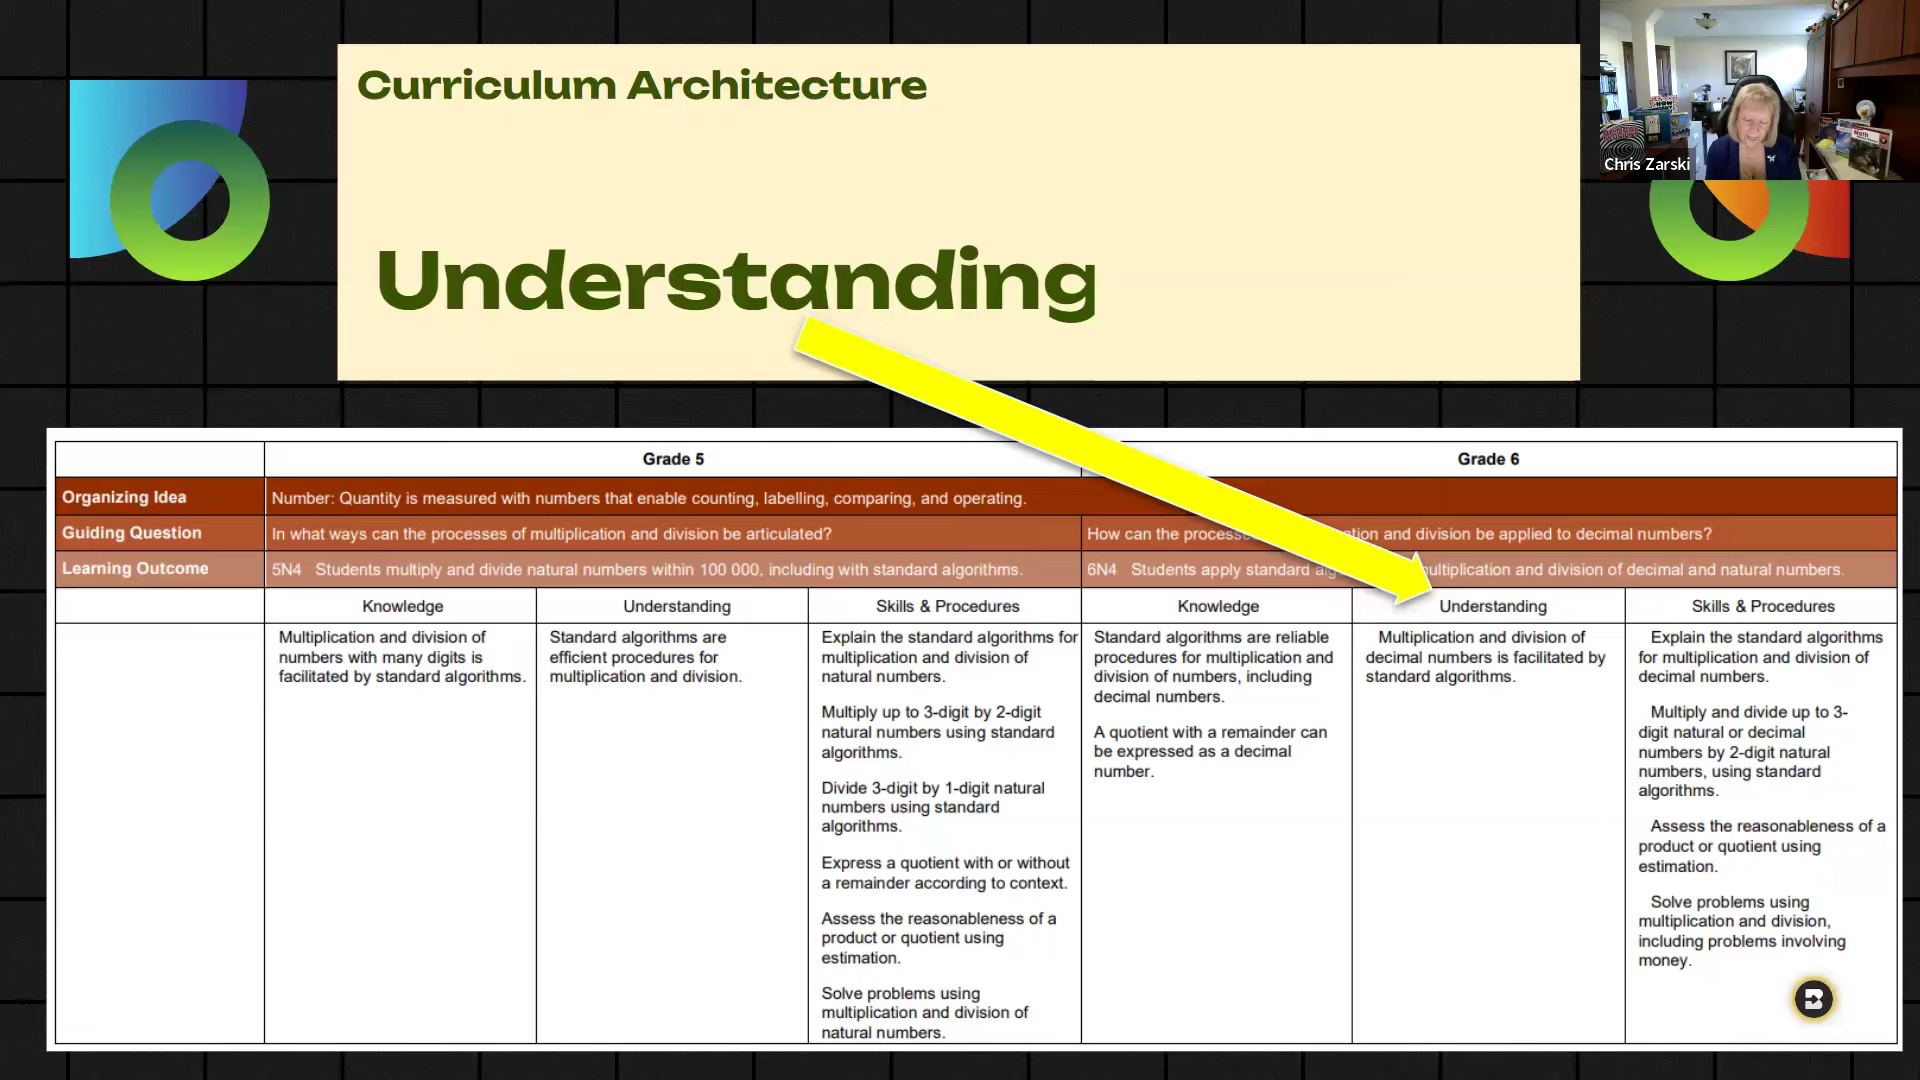 Curriculum Architecture
Chris Zarski
Understanding
Grade 5
Grade 6
Organizing Idea
Number: Quantity is measured with numbers that enable counting, labelling, comparing, and operating.
Guiding Question
In what ways can the processes of multiplication and division be articulated?
How can the process tion and division be applied to decimal numbers?
Learning Outcome
5N4 Students multiply and divide natural numbers within 100 000, including with standard algorithms.
6N4 Students apply standard alg multiplication and division of decimal and natural numbers.
Knowledge
Understanding
Skills & Procedures
Knowledge
Understanding
Skills & Procedures
Multiplication and division of
numbers with many digits is
facilitated by standard algorithms.
Standard algorithms are
efficient procedures for
multiplication and division.
Explain the standard algorithms for
multiplication and division of
natural numbers.
Multiply up to 3-digit by 2-digit
natural numbers using standard
algorithms.
Divide 3-digit by 1-digit natural
numbers using standard
algorithms.
Express a quotient with or without
a remainder according to context.
Assess the reasonableness of a
product or quotient using
estimation.
Solve problems using
multiplication and division of
natural numbers.
Standard algorithms are reliable
procedures for multiplication and
division of numbers, including
decimal numbers.
A quotient with a remainder can
be expressed as a decimal
number.
Multiplication and division of
decimal numbers is facilitated by
standard algorithms.
Explain the standard algorithms
for multiplication and division of
decimal numbers.
Multiply and divide up to 3-
digit natural or decimal
numbers by 2-digit natural
numbers, using standard
algorithms.
Assess the reasonableness of a
product or quotient using
estimation.
Solve problems using
multiplication and division,
including problems involving
money.